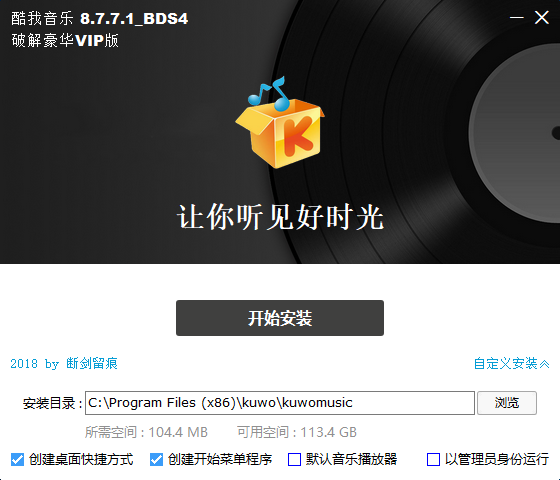 酷我音乐 8.7.7.1_BDS4
破解豪华VIP版
K
让你听见好时光
开始安装
2018 by 断剑留痕 自定义安装
安装目录 : C:\Program Files (x86)\kuwo\kuwomusic 浏览
所需空间 : 104.4 MB 可用空间 : 113.4 GB
创建桌面快捷方式 创建开始菜单程序 默认音乐播放器 以管理员身份运行